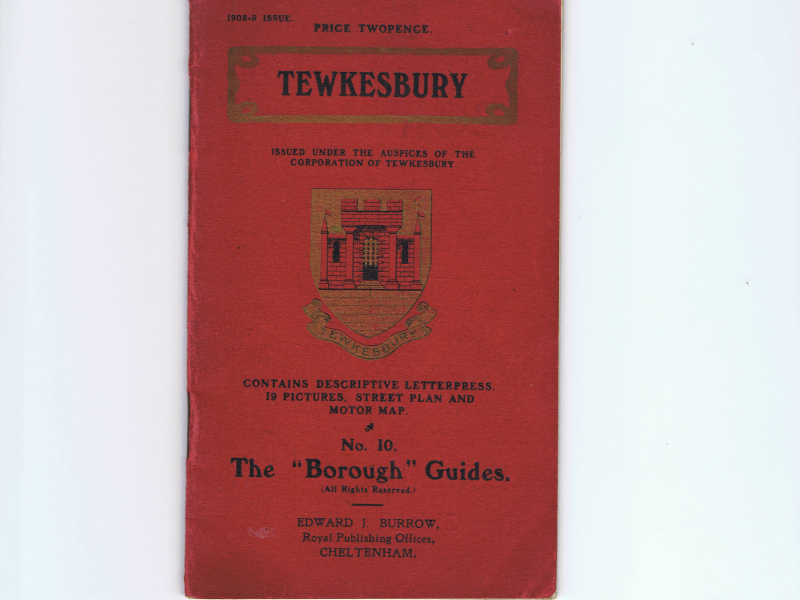 1908-9 ISSUE.
PRICE TWOPENCE.
TEWKESBURY
ISSUED UNDER THE AUSPICES OF THE
CORPORATION OF TEWKESBURY.
TEWKESBURY
CONTAINS DESCRIPTIVE LETTERPRESS,
19 PICTURES, STREET PLAN AND
MOTOR MAP.
No. 10.
The "Borough" Guides.
(All Rights Reserved.)
EDWARD J. BURROW,
Royal Publishing Offices,
CHELTENHAM.